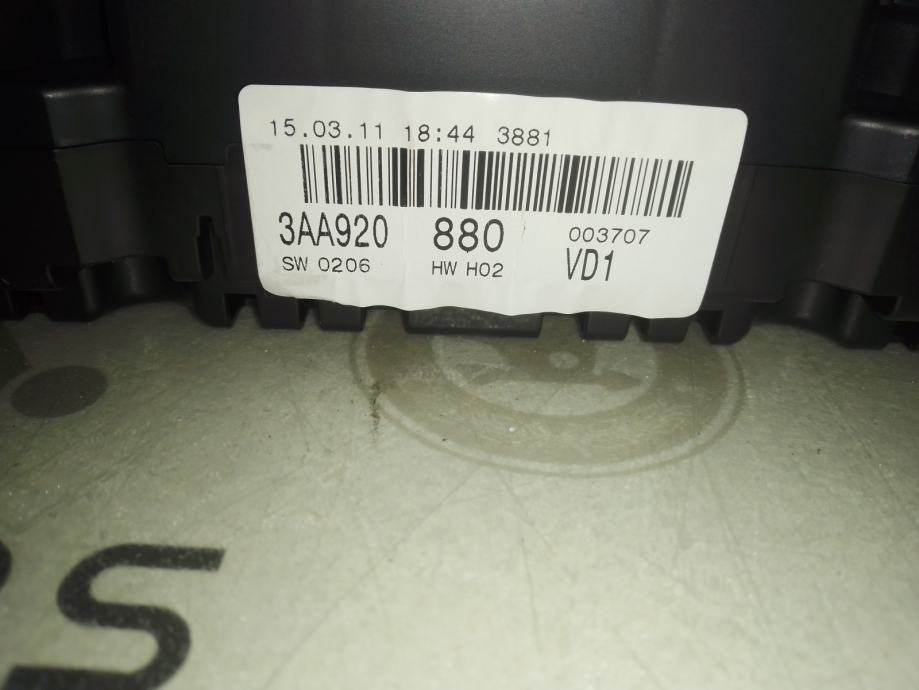 15.03.11 18:44 3881
3AA920 880 003707
SW 0206 HW H02 VD1
S